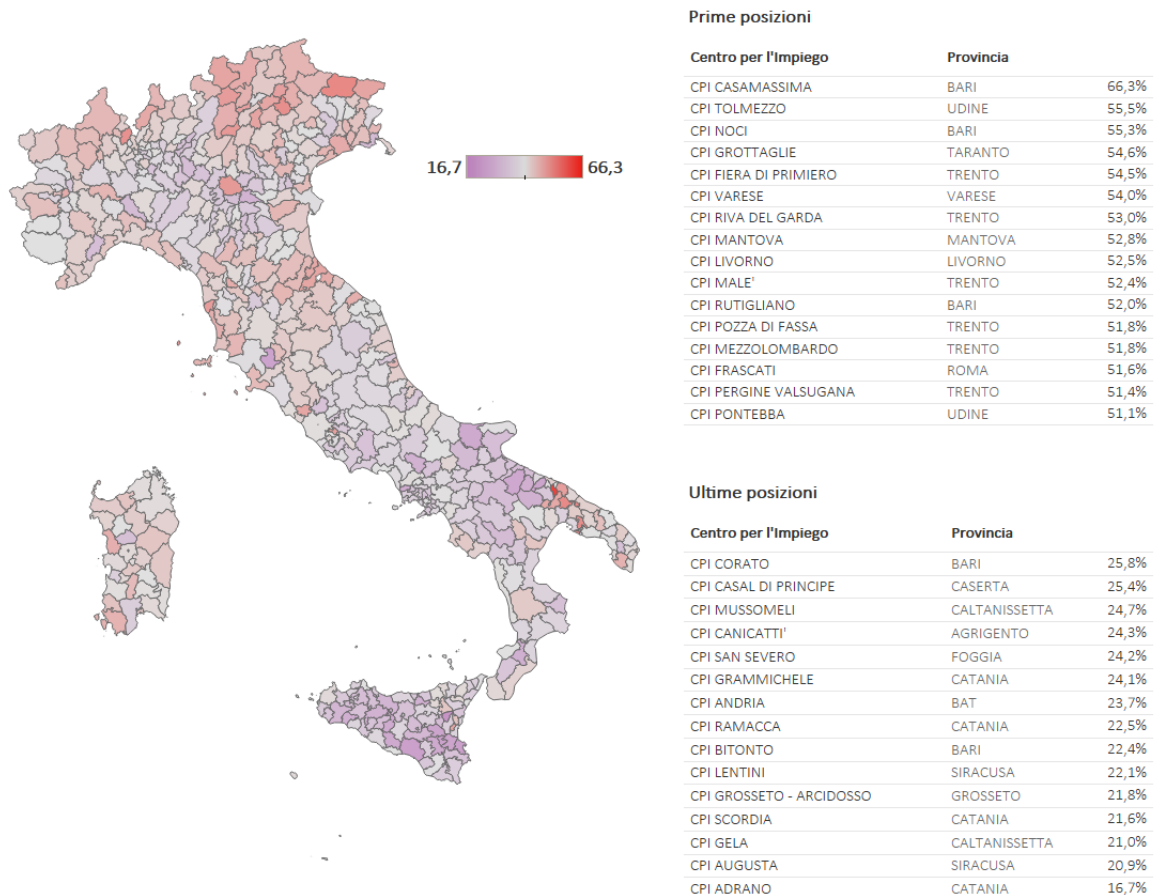 Prime posizioni
Centro per l'Impiego Provincia
CPI CASAMASSIMA BARI 66,3%
CPI TOLMEZZO UDINE 55,5%
CPI NOCI BARI 55,3%
CPI GROTTAGLIE TARANTO 54,6%
CPI FIERA DI PRIMIERO TRENTO 54,5%
CPI VARESE VARESE 54,0%
CPI RIVA DEL GARDA TRENTO 53,0%
CPI MANTOVA MANTOVA 52,8%
CPI LIVORNO LIVORNO 52,5%
CPI MALE' TRENTO 52,4%
CPI RUTIGLIANO BARI 52,0%
CPI POZZA DI FASSA TRENTO 51,8%
CPI MEZZOLOMBARDO TRENTO 51,8%
CPI FRASCATI ROMA 51,6%
CPI PERGINE VALSUGANA TRENTO 51,4%
CPI PONTEBBA UDINE 51,1%
16,7 66,3
Ultime posizioni
Centro per l'Impiego Provincia
CPI CORATO BARI 25,8%
CPI CASAL DI PRINCIPE CASERTA 25,4%
CPI MUSSOMELI CALTANISSETTA 24,7%
CPI CANICATTI' AGRIGENTO 24,3%
CPI SAN SEVERO FOGGIA 24,2%
CPI GRAMMICHELE CATANIA 24,1%
CPI ANDRIA BAT 23,7%
CPI RAMACCA CATANIA 22,5%
CPI BITONTO BARI 22,4%
CPI LENTINI SIRACUSA 22,1%
CPI GROSSETO - ARCIDOSSO GROSSETO 21,8%
CPI SCORDIA CATANIA 21,6%
CPI GELA CALTANISSETTA 21,0%
CPI AUGUSTA SIRACUSA 20,9%
CPI ADRANO CATANIA 16,7%